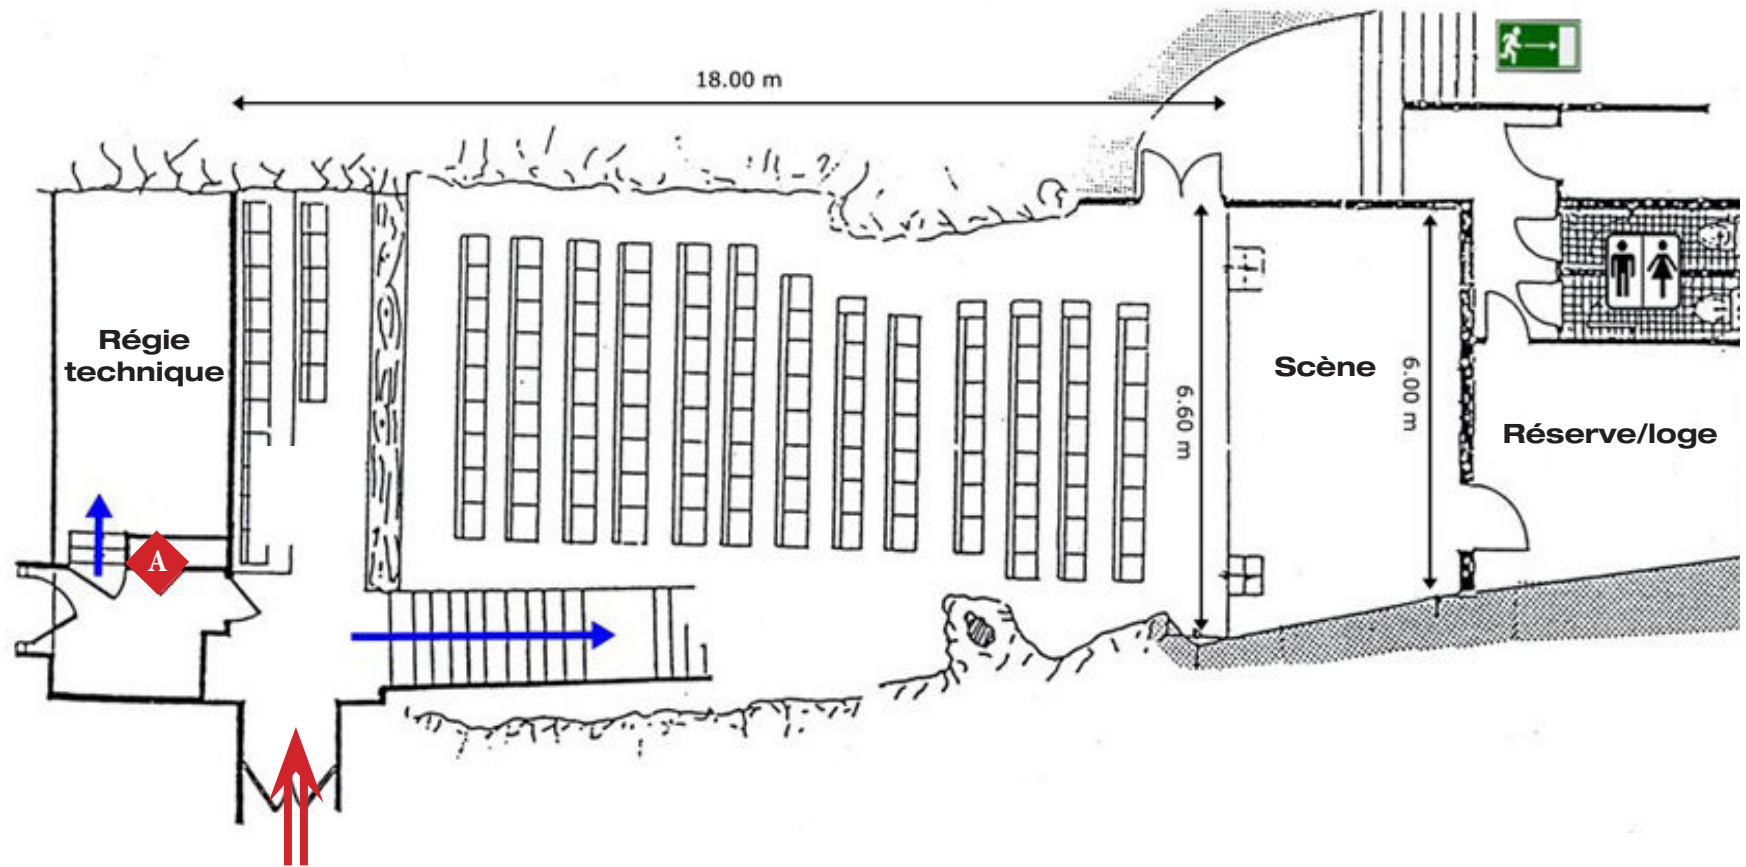 18.00 m
Régie
technique
A
6.60 m
Scène
6.00 m
Réserve/loge